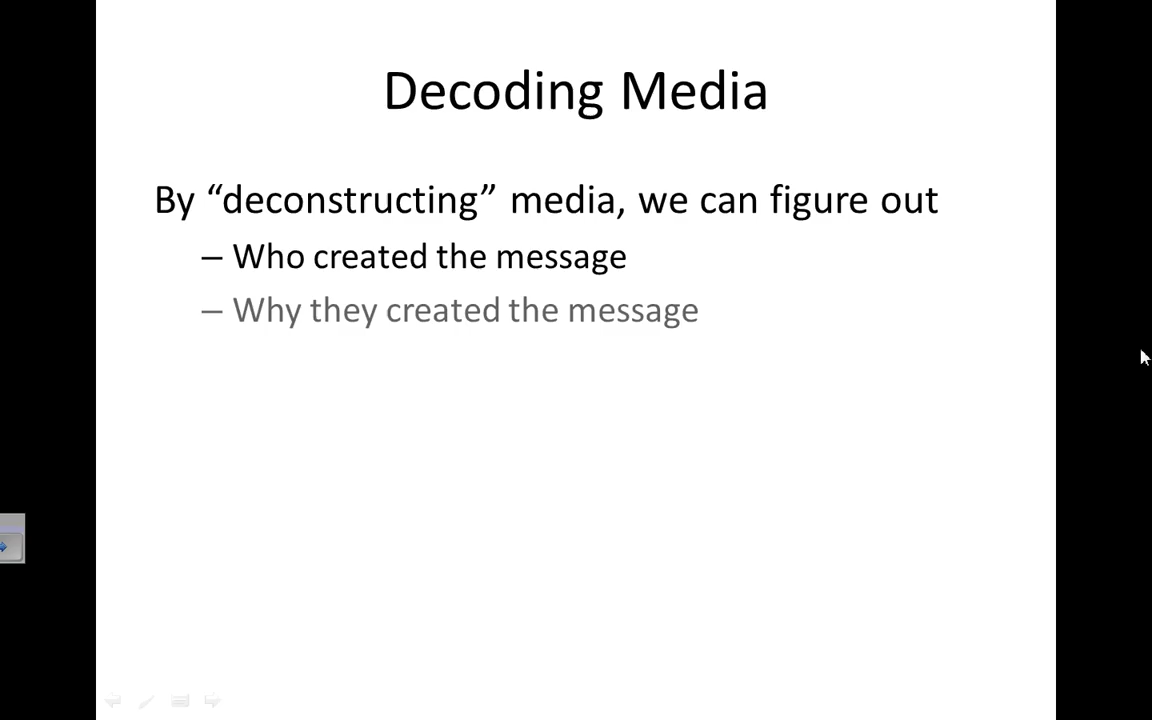 Decoding Media
By “deconstructing” media, we can figure out
– Who created the message
– Why they created the message